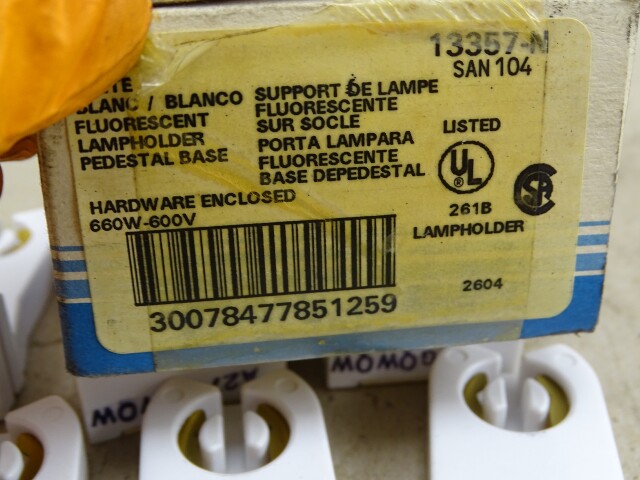 13357-N
SAN 104
BLANC / BLANCO
FLUORESCENT
LAMPHOLDER
PEDESTAL BASE
SUPPORT DE LAMPE
FLUORESCENTE
SUR SOCLE
PORTA LAMPARA
FLUORESCENTE
BASE DEPEDESTAL
LISTED
UL
261B
LAMPHOLDER
HARDWARE ENCLOSED
660W-600V
2604
30078477851259